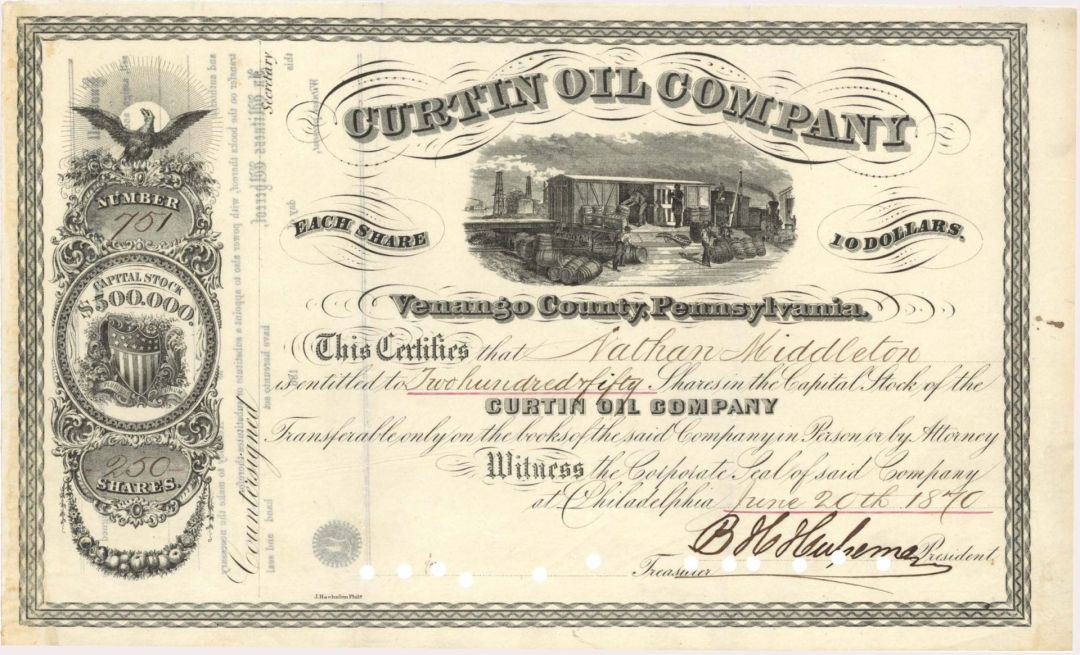 CURTIN OIL COMPANY
EACH SHARE
10 DOLLARS.
Venango County, Pennsylvania.
NUMBER
751
CAPITAL STOCK
$500.000.
250
SHARES.
Countersigned
Secretary
This Certifies that Nathan Middleton
is entitled to Two hundred & fifty Shares in the Capital Stock of the
CURTIN OIL COMPANY
Transferable only on the books of the said Company in Person or by Attorney
Witness the Corporate Seal of said Company
at Philadelphia June 20th 1870
President,
Treasurer